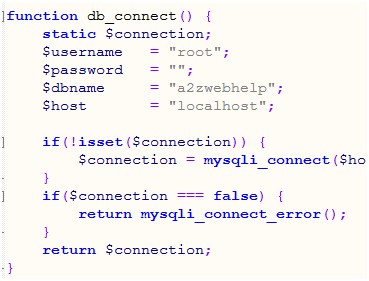 function db_connect() {
static $connection;
$username = "root";
$password = "";
$dbname = "a2zwebhelp";
$host = "localhost";
if(!isset($connection)) {
$connection = mysqli_connect($ho
}
if($connection === false) {
return mysqli_connect_error();
}
return $connection;
}